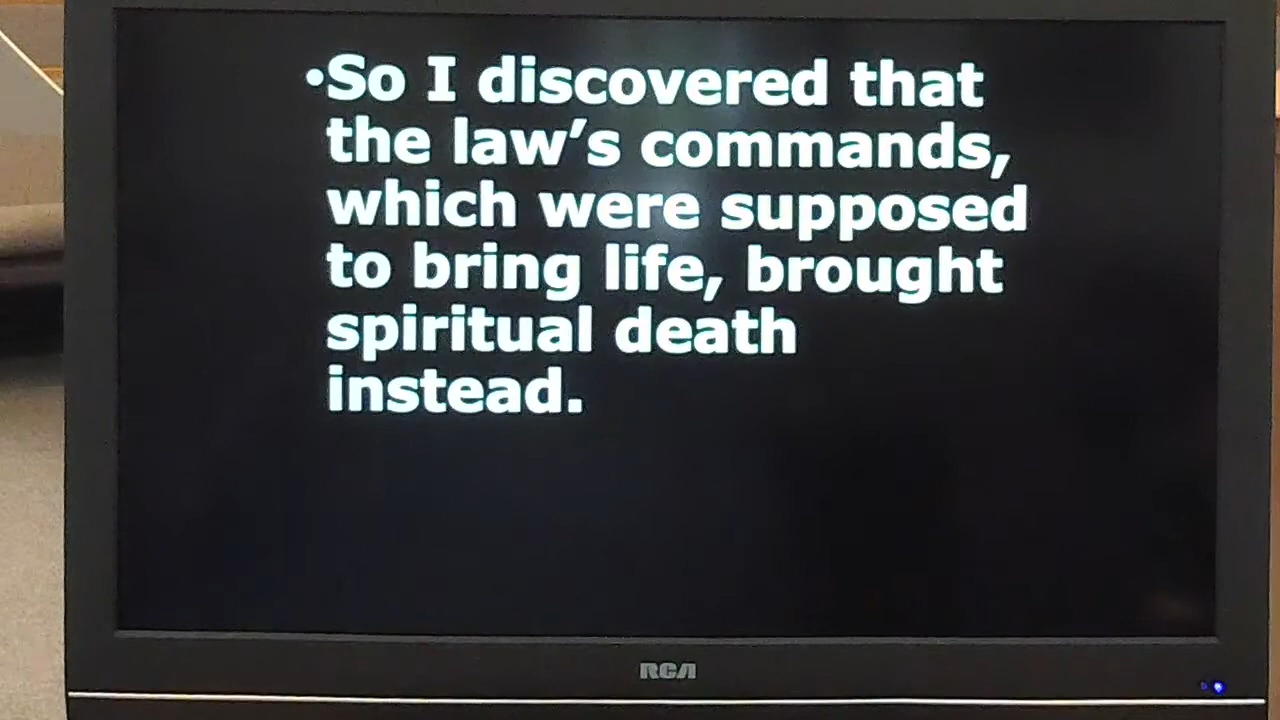 •So I discovered that
the law’s commands,
which were supposed
to bring life, brought
spiritual death
instead.
RCA